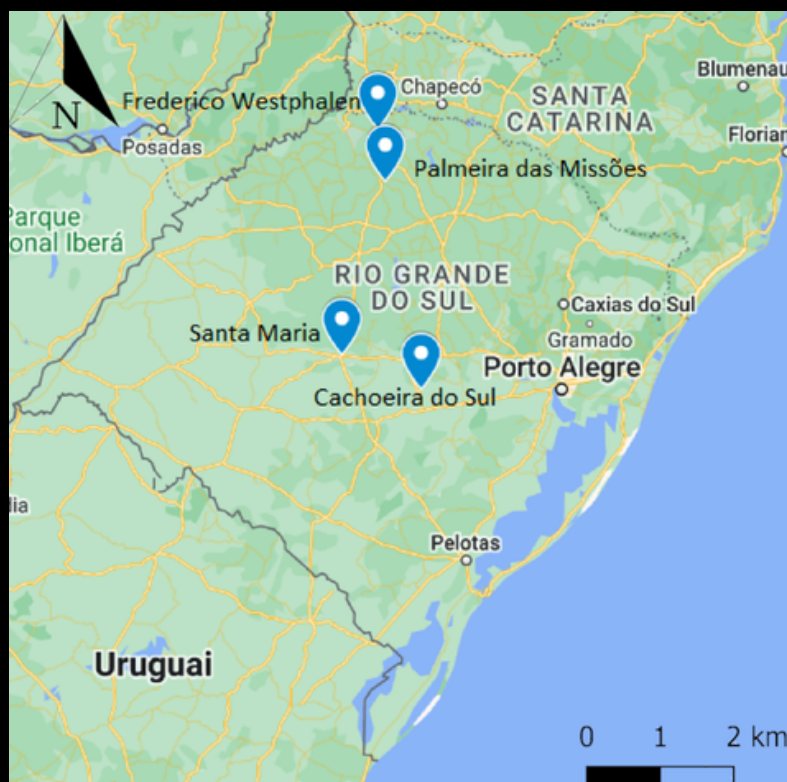 Blumenau
Chapecó
Frederico Westphalen
SANTA
CATARINA
N
Florian
Posadas
Palmeira das Missões
Parque
onal Iberá
RIO GRANDE
DO SUL
Caxias do Sul
Santa Maria
Gramado
Porto Alegre
Cachoeira do Sul
dia
Pelotas
Uruguai
0 1 2 km